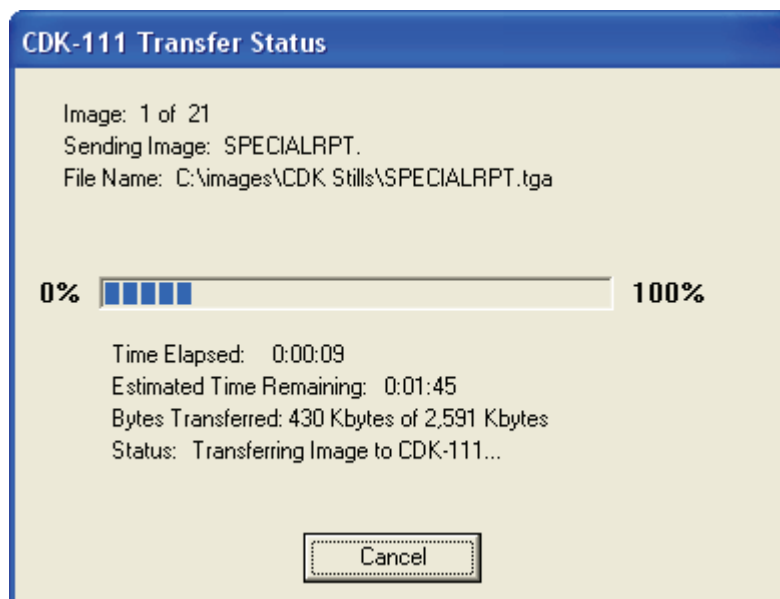 CDK-111 Transfer Status
Image: 1 of 21
Sending Image: SPECIALRPT.
File Name: C:\images\CDK Stills\SPECIALRPT.tga
0% 100%
Time Elapsed: 0:00:09
Estimated Time Remaining: 0:01:45
Bytes Transferred: 430 Kbytes of 2,591 Kbytes
Status: Transferring Image to CDK-111...
Cancel